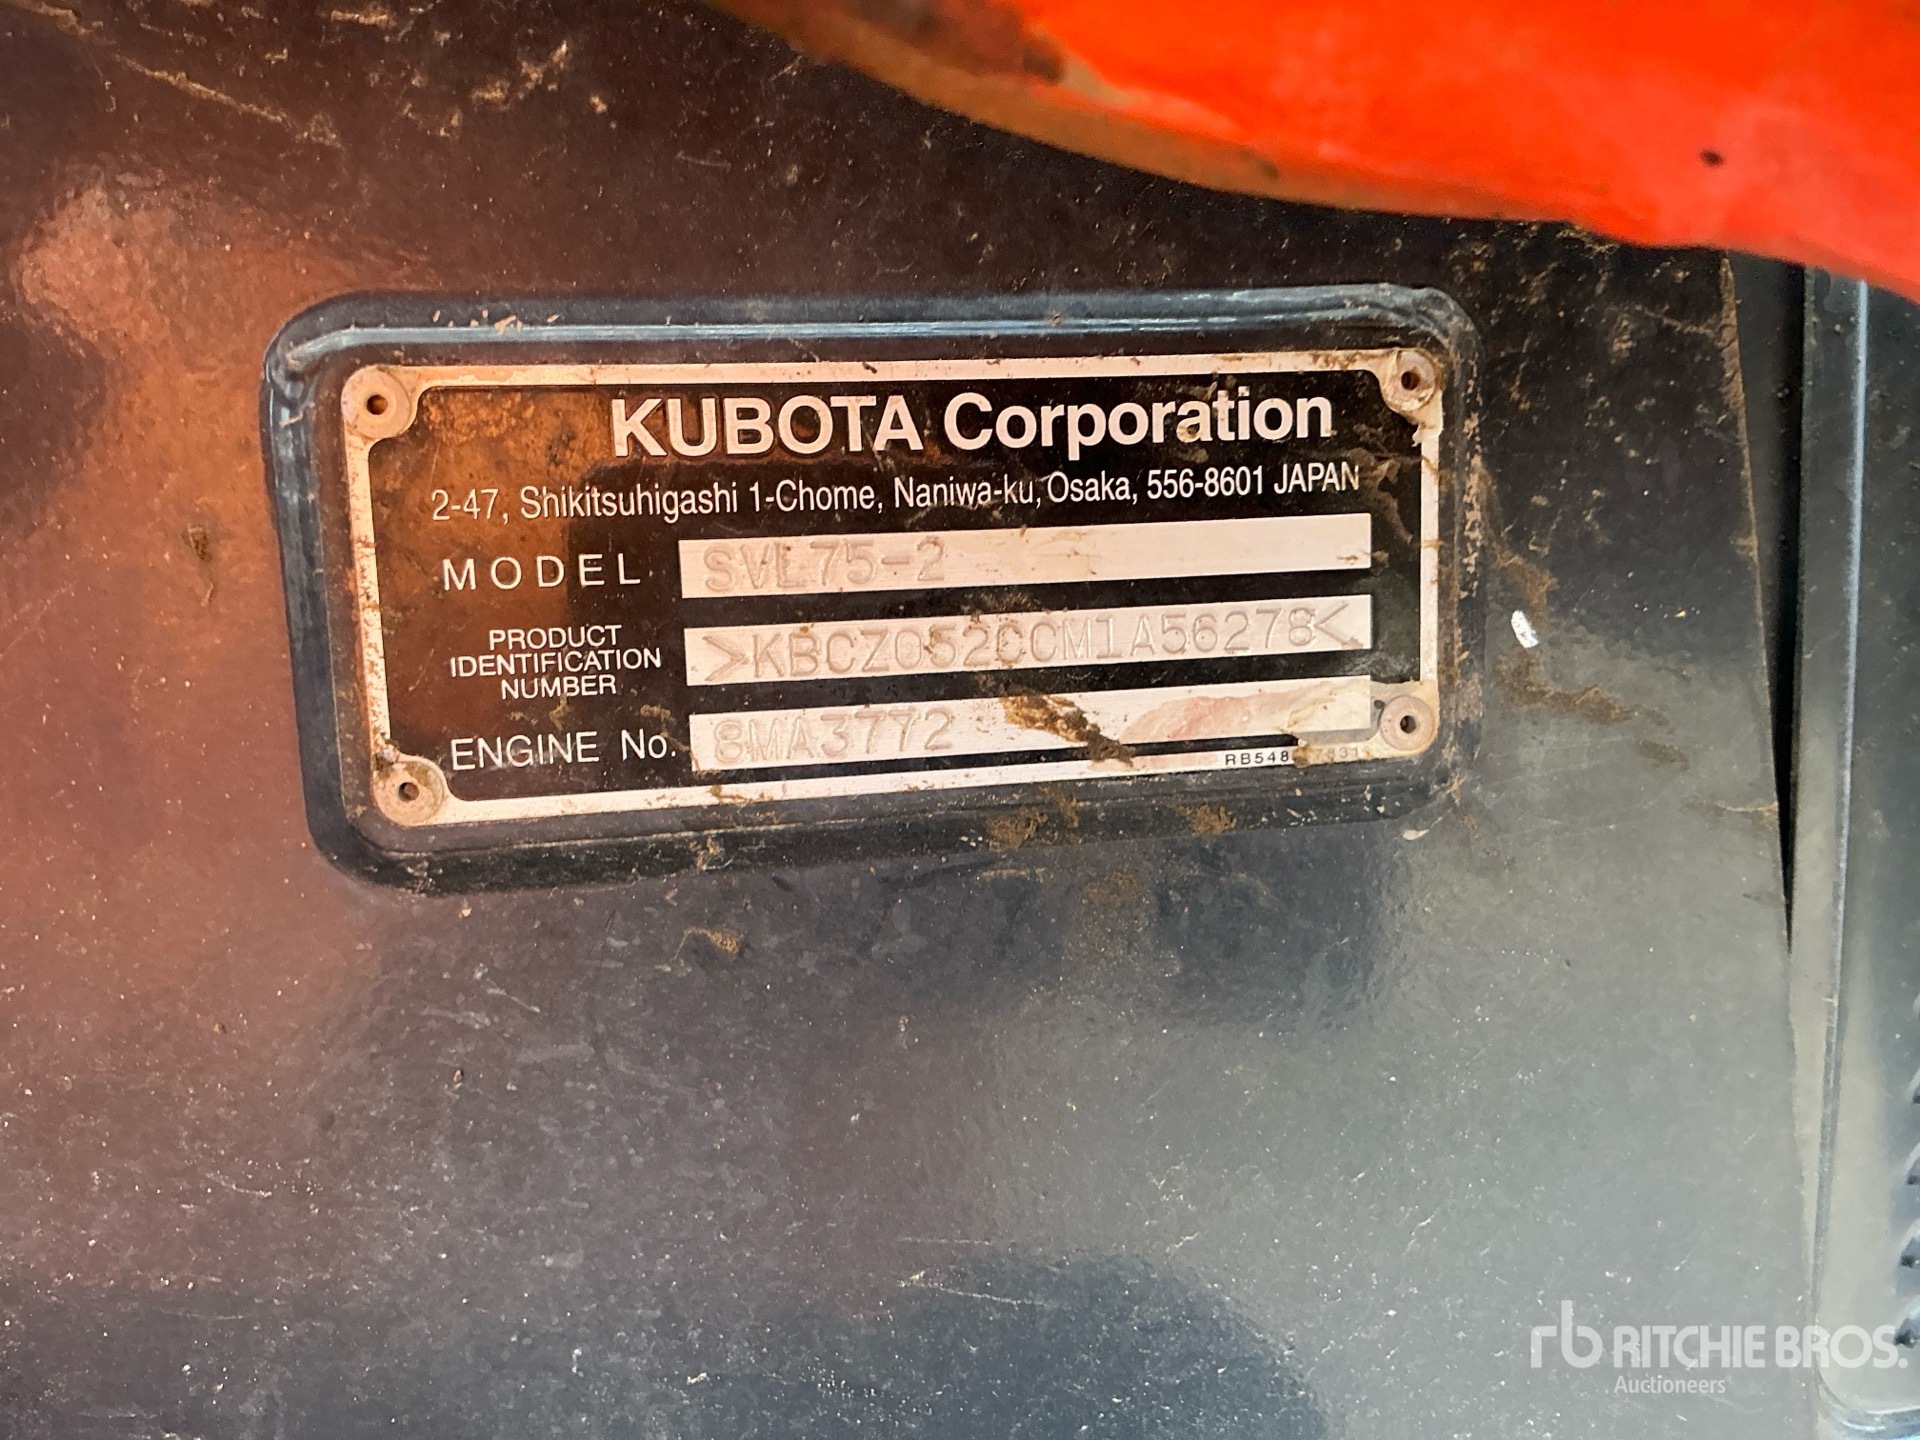 KUBOTA Corporation
2-47, Shikitsuhigashi 1-Chome, Naniwa-ku, Osaka, 556-8601 JAPAN
MODEL SVL75-2
PRODUCT
IDENTIFICATION
NUMBER
>KBCZ052CCM1A56278<
ENGINE No. 8MA3772
rb RITCHIE BROS.
Auctioneers